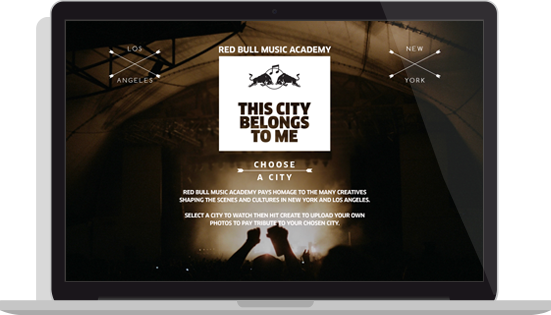 LOS
ANGELES
RED BULL MUSIC ACADEMY
NEW
YORK
THIS CITY
BELONGS
TO ME
CHOOSE
A CITY
RED BULL MUSIC ACADEMY PAYS HOMAGE TO THE MANY CREATIVES
SHAPING THE SCENES AND CULTURES IN NEW YORK AND LOS ANGELES.
SELECT A CITY TO WATCH THEN HIT CREATE TO UPLOAD YOUR OWN
PHOTOS TO PAY TRIBUTE TO YOUR CHOSEN CITY.